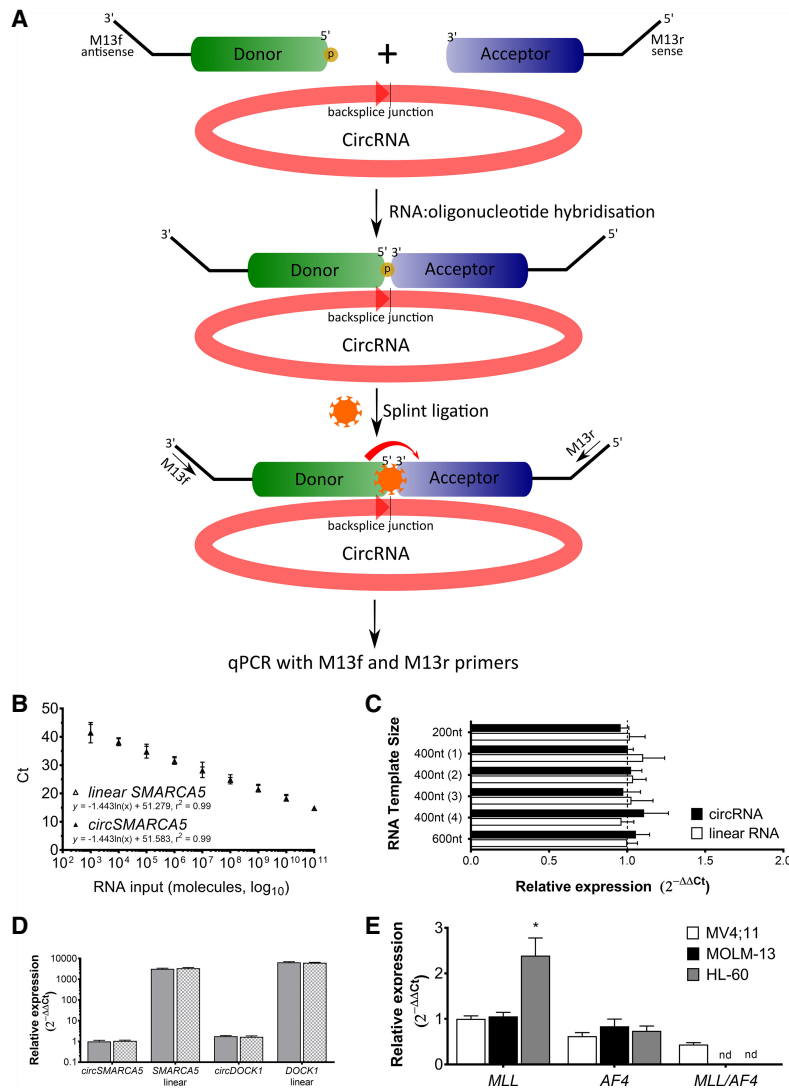 A
3'
M13f
antisense
Donor
5'
p
+
3'
Acceptor
5'
M13r
sense
backsplice junction
CircRNA
RNA:oligonucleotide hybridisation
3'
Donor
5'
p
3'
Acceptor
5'
backsplice junction
CircRNA
Splint ligation
3'
M13f
Donor
5'
3'
Acceptor
M13r
5'
backsplice junction
CircRNA
qPCR with M13f and M13r primers
B
Ct
50
40
30
20
10
0
linear SMARCA5
y = -1.443ln(x) + 51.279, r² = 0.99
circSMARCA5
y = -1.443ln(x) + 51.583, r² = 0.99
10² 10³ 10⁴ 10⁵ 10⁶ 10⁷ 10⁸ 10⁹ 10¹⁰ 10¹¹
RNA input (molecules, log₁₀)
C
RNA Template Size
200nt
400nt (1)
400nt (2)
400nt (3)
400nt (4)
600nt
circRNA
linear RNA
0.0 0.5 1.0 1.5 2.0
Relative expression (2^-ΔΔCt)
D
Relative expression
(2^-ΔΔCt)
10000
1000
100
10
1
0.1
circSMARCA5 SMARCA5 circDOCK1 DOCK1
linear linear
E
Relative expression
(2^-ΔΔCt)
3
2
1
0
*
MV4;11
MOLM-13
HL-60
nd nd
MLL AF4 MLL/AF4